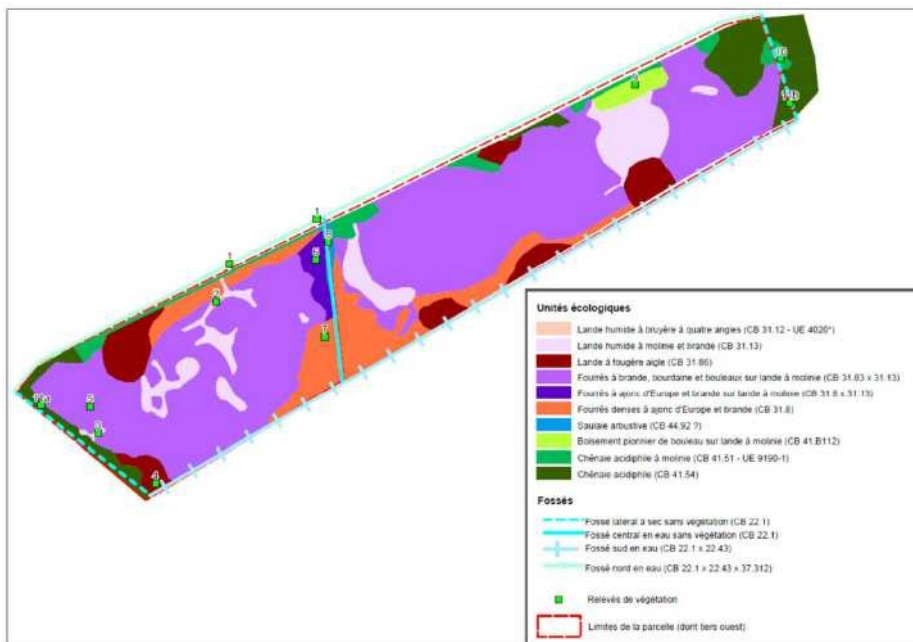 10
9
11b
1
8
6
1
2
7
11a
5
3
4
Unités écologiques
Lande humide à bruyère à quatre angles (CB 31.12 - UE 4020*)
Lande humide à molinie et brande (CB 31.13)
Lande à fougère aigle (CB 31.86)
Fourrés à brande, bourdaine et bouleaux sur lande à molinie (CB 31.83 x 31.13)
Fourrés à ajonc d'Europe et brande sur lande à molinie (CB 31.8 x 31.13)
Fourrés denses à ajonc d'Europe et brande (CB 31.8)
Saulaie arbustive (CB 44.92 ?)
Boisement pionnier de bouleau sur lande à molinie (CB 41.B112)
Chênaie acidiphile à molinie (CB 41.51 - UE 9190-1)
Chênaie acidiphile (CB 41.54)
Fossés
Fossé latéral à sec sans végétation (CB 22.1)
Fossé central en eau sans végétation (CB 22.1)
Fossé sud en eau (CB 22.1 x 22.43)
Fossé nord en eau (CB 22.1 x 22.43 x 37.312)
Relevés de végétation
Limites de la parcelle (dont tiers ouest)